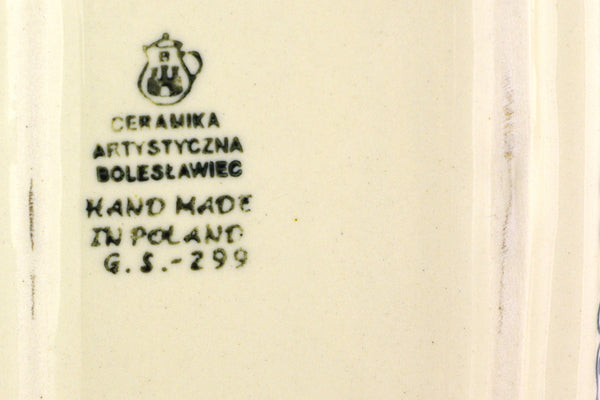 CERAMIKA
ARTYSTYCZNA
BOLESŁAWIEC
HAND MADE
IN POLAND
G.S.-299